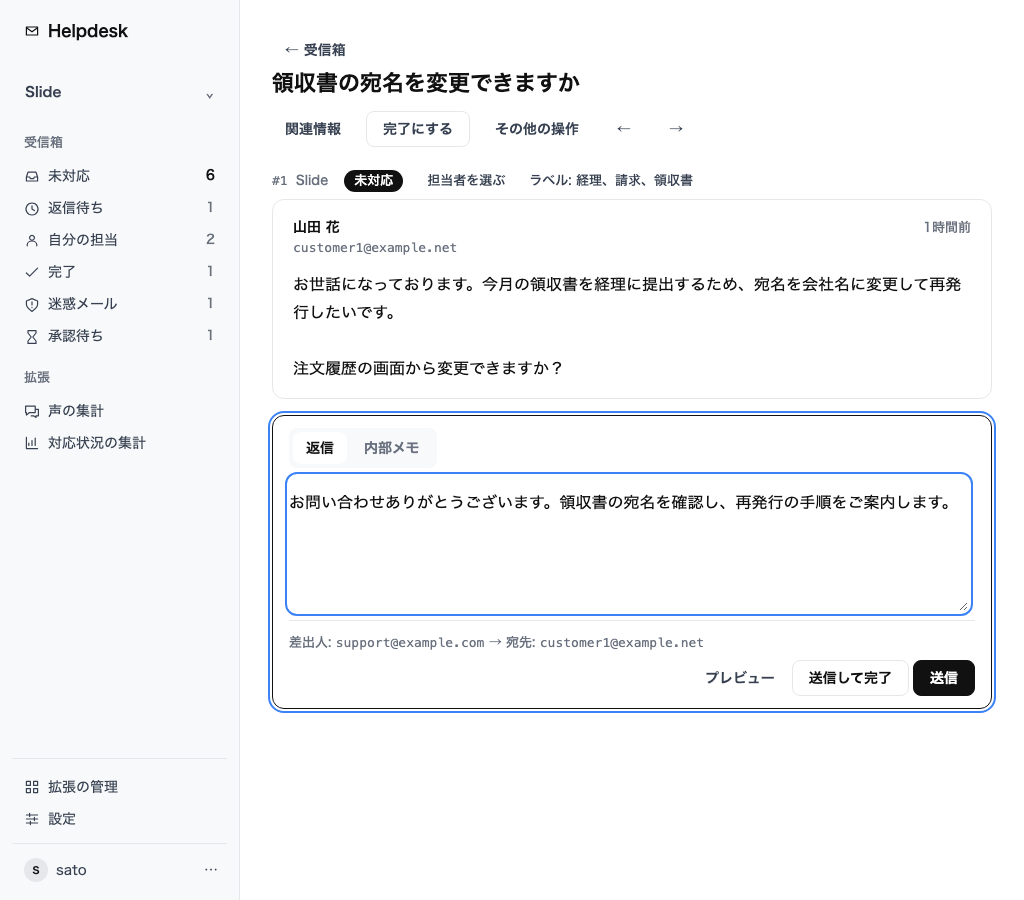 Helpdesk
Slide
受信箱
未対応 6
返信待ち 1
自分の担当 2
完了 1
迷惑メール 1
承認待ち 1
拡張
声の集計
対応状況の集計
拡張の管理
設定
S sato ...
← 受信箱
領収書の宛名を変更できますか
関連情報 完了にする その他の操作 ← →
#1 Slide 未対応 担当者を選ぶ ラベル: 経理、請求、領収書
山田 花 1時間前
customer1@example.net
お世話になっております。今月の領収書を経理に提出するため、宛名を会社名に変更して再発
行したいです。
注文履歴の画面から変更できますか？
返信 内部メモ
お問い合わせありがとうございます。領収書の宛名を確認し、再発行の手順をご案内します。
差出人: support@example.com → 宛先: customer1@example.net
プレビュー 送信して完了 送信